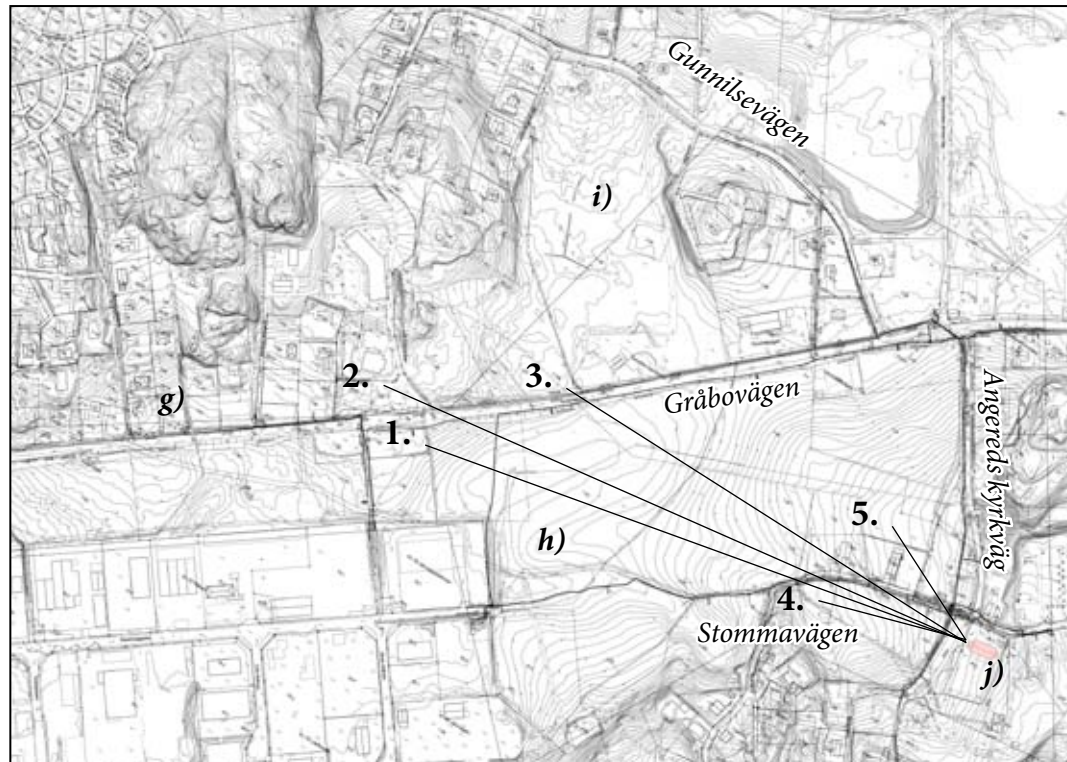 Gunnilsevägen
i)
2.
3.
g)
Gråbovägen
Angereds kyrkväg
1.
5.
h)
4.
Stommavägen
j)